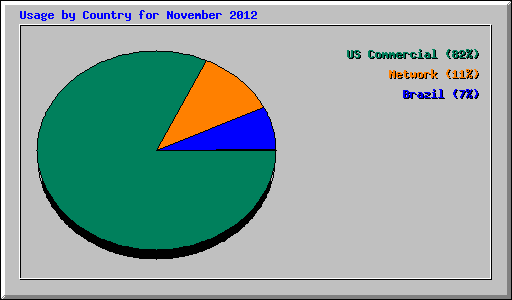 Usage by Country for November 2012
US Commercial (82%)
Network (11%)
Brazil (7%)